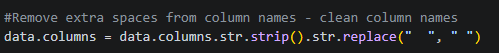 #Remove extra spaces from column names - clean column names
data.columns = data.columns.str.strip().str.replace("  ", " ")